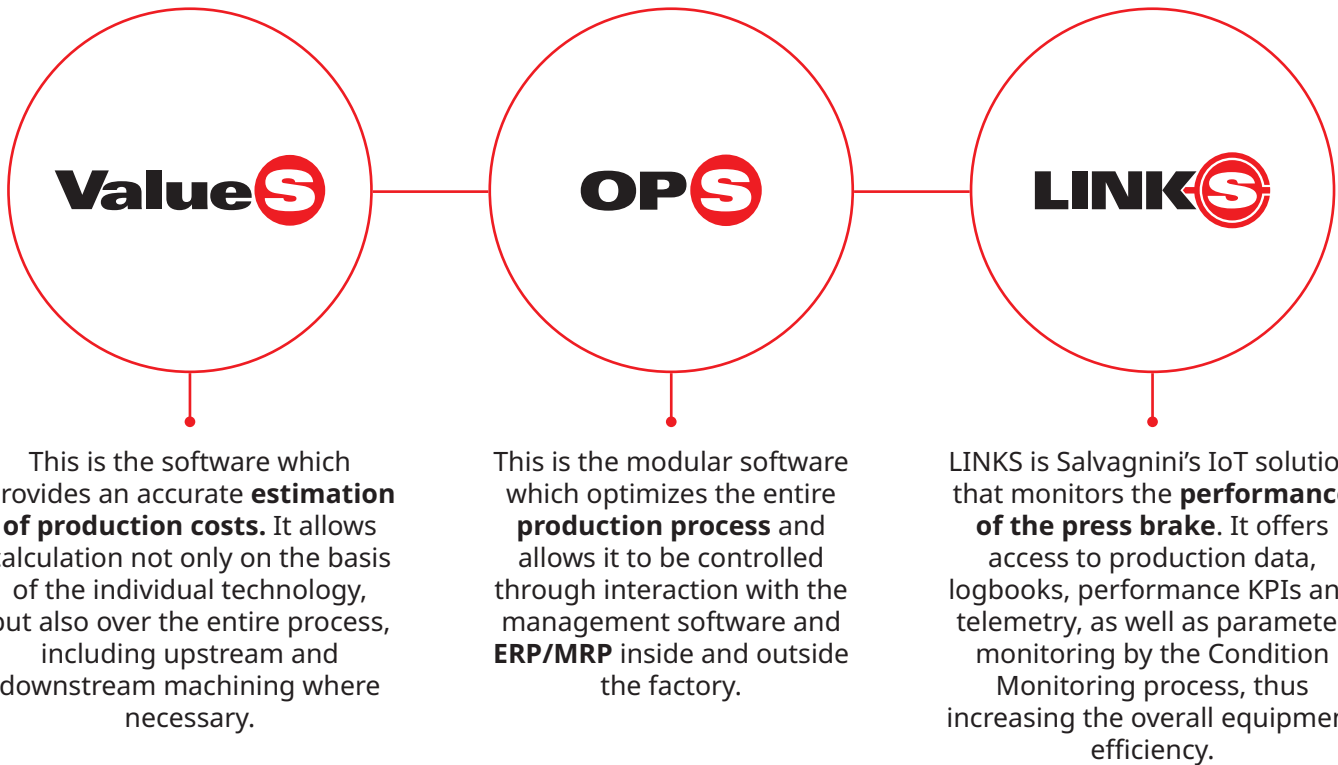 ValueS
OPS
LINKS
This is the software which
rovides an accurate estimation
of production costs. It allows
calculation not only on the basis
of the individual technology,
but also over the entire process,
including upstream and
downstream machining where
necessary.
This is the modular software
which optimizes the entire
production process and
allows it to be controlled
through interaction with the
management software and
ERP/MRP inside and outside
the factory.
LINKS is Salvagnini’s IoT solutio
that monitors the performance
of the press brake. It offers
access to production data,
logbooks, performance KPIs an
telemetry, as well as paramete
monitoring by the Condition
Monitoring process, thus
increasing the overall equipmen
efficiency.